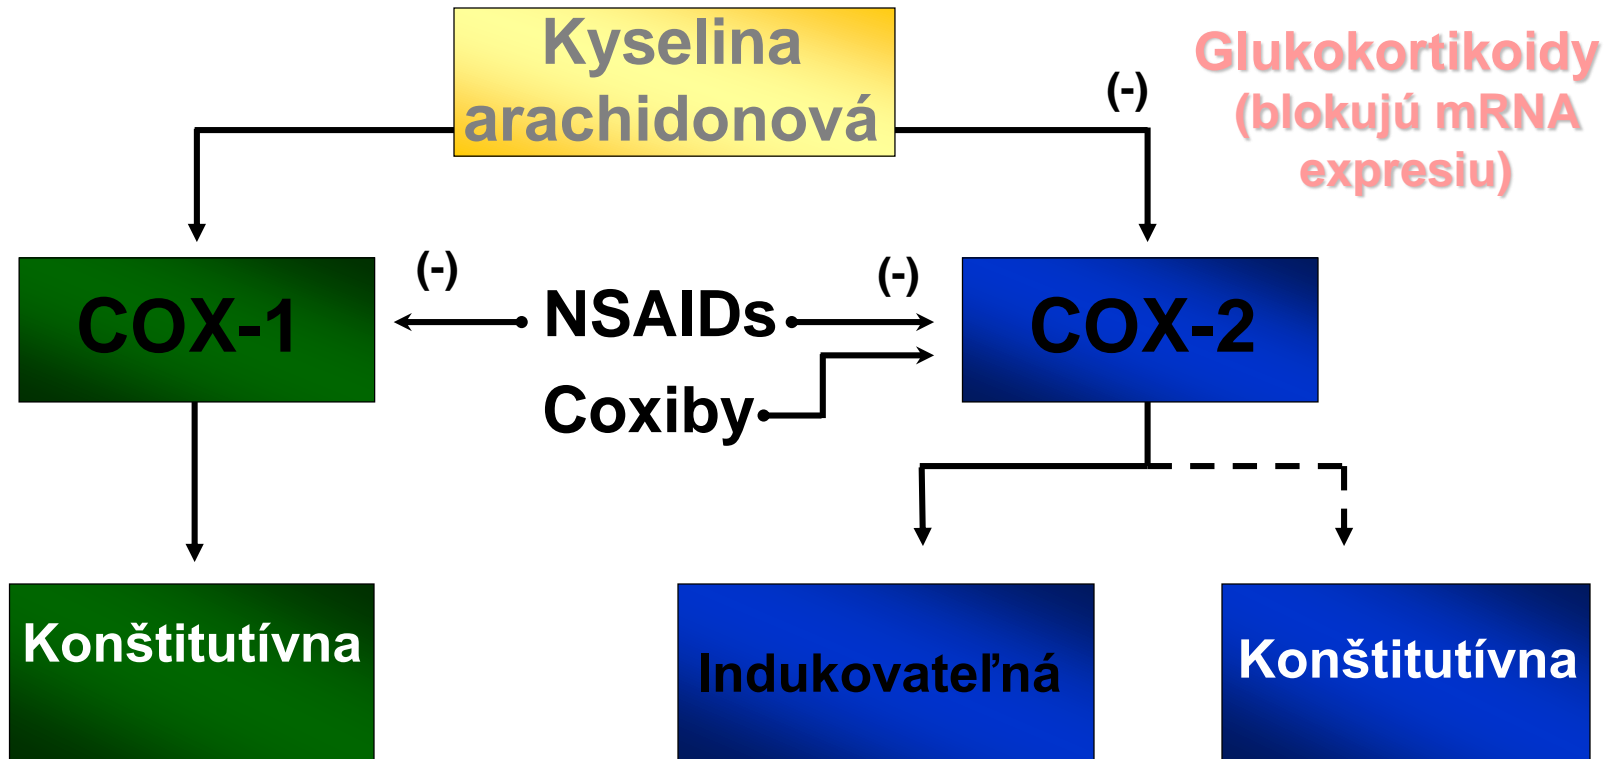 Kyselina
arachidonová
(-)
Glukokortikoidy
(blokujú mRNA
expresiu)
COX-1
(-)
NSAIDs
(-)
COX-2
Coxiby
Konštitutívna
Indukovateľná
Konštitutívna